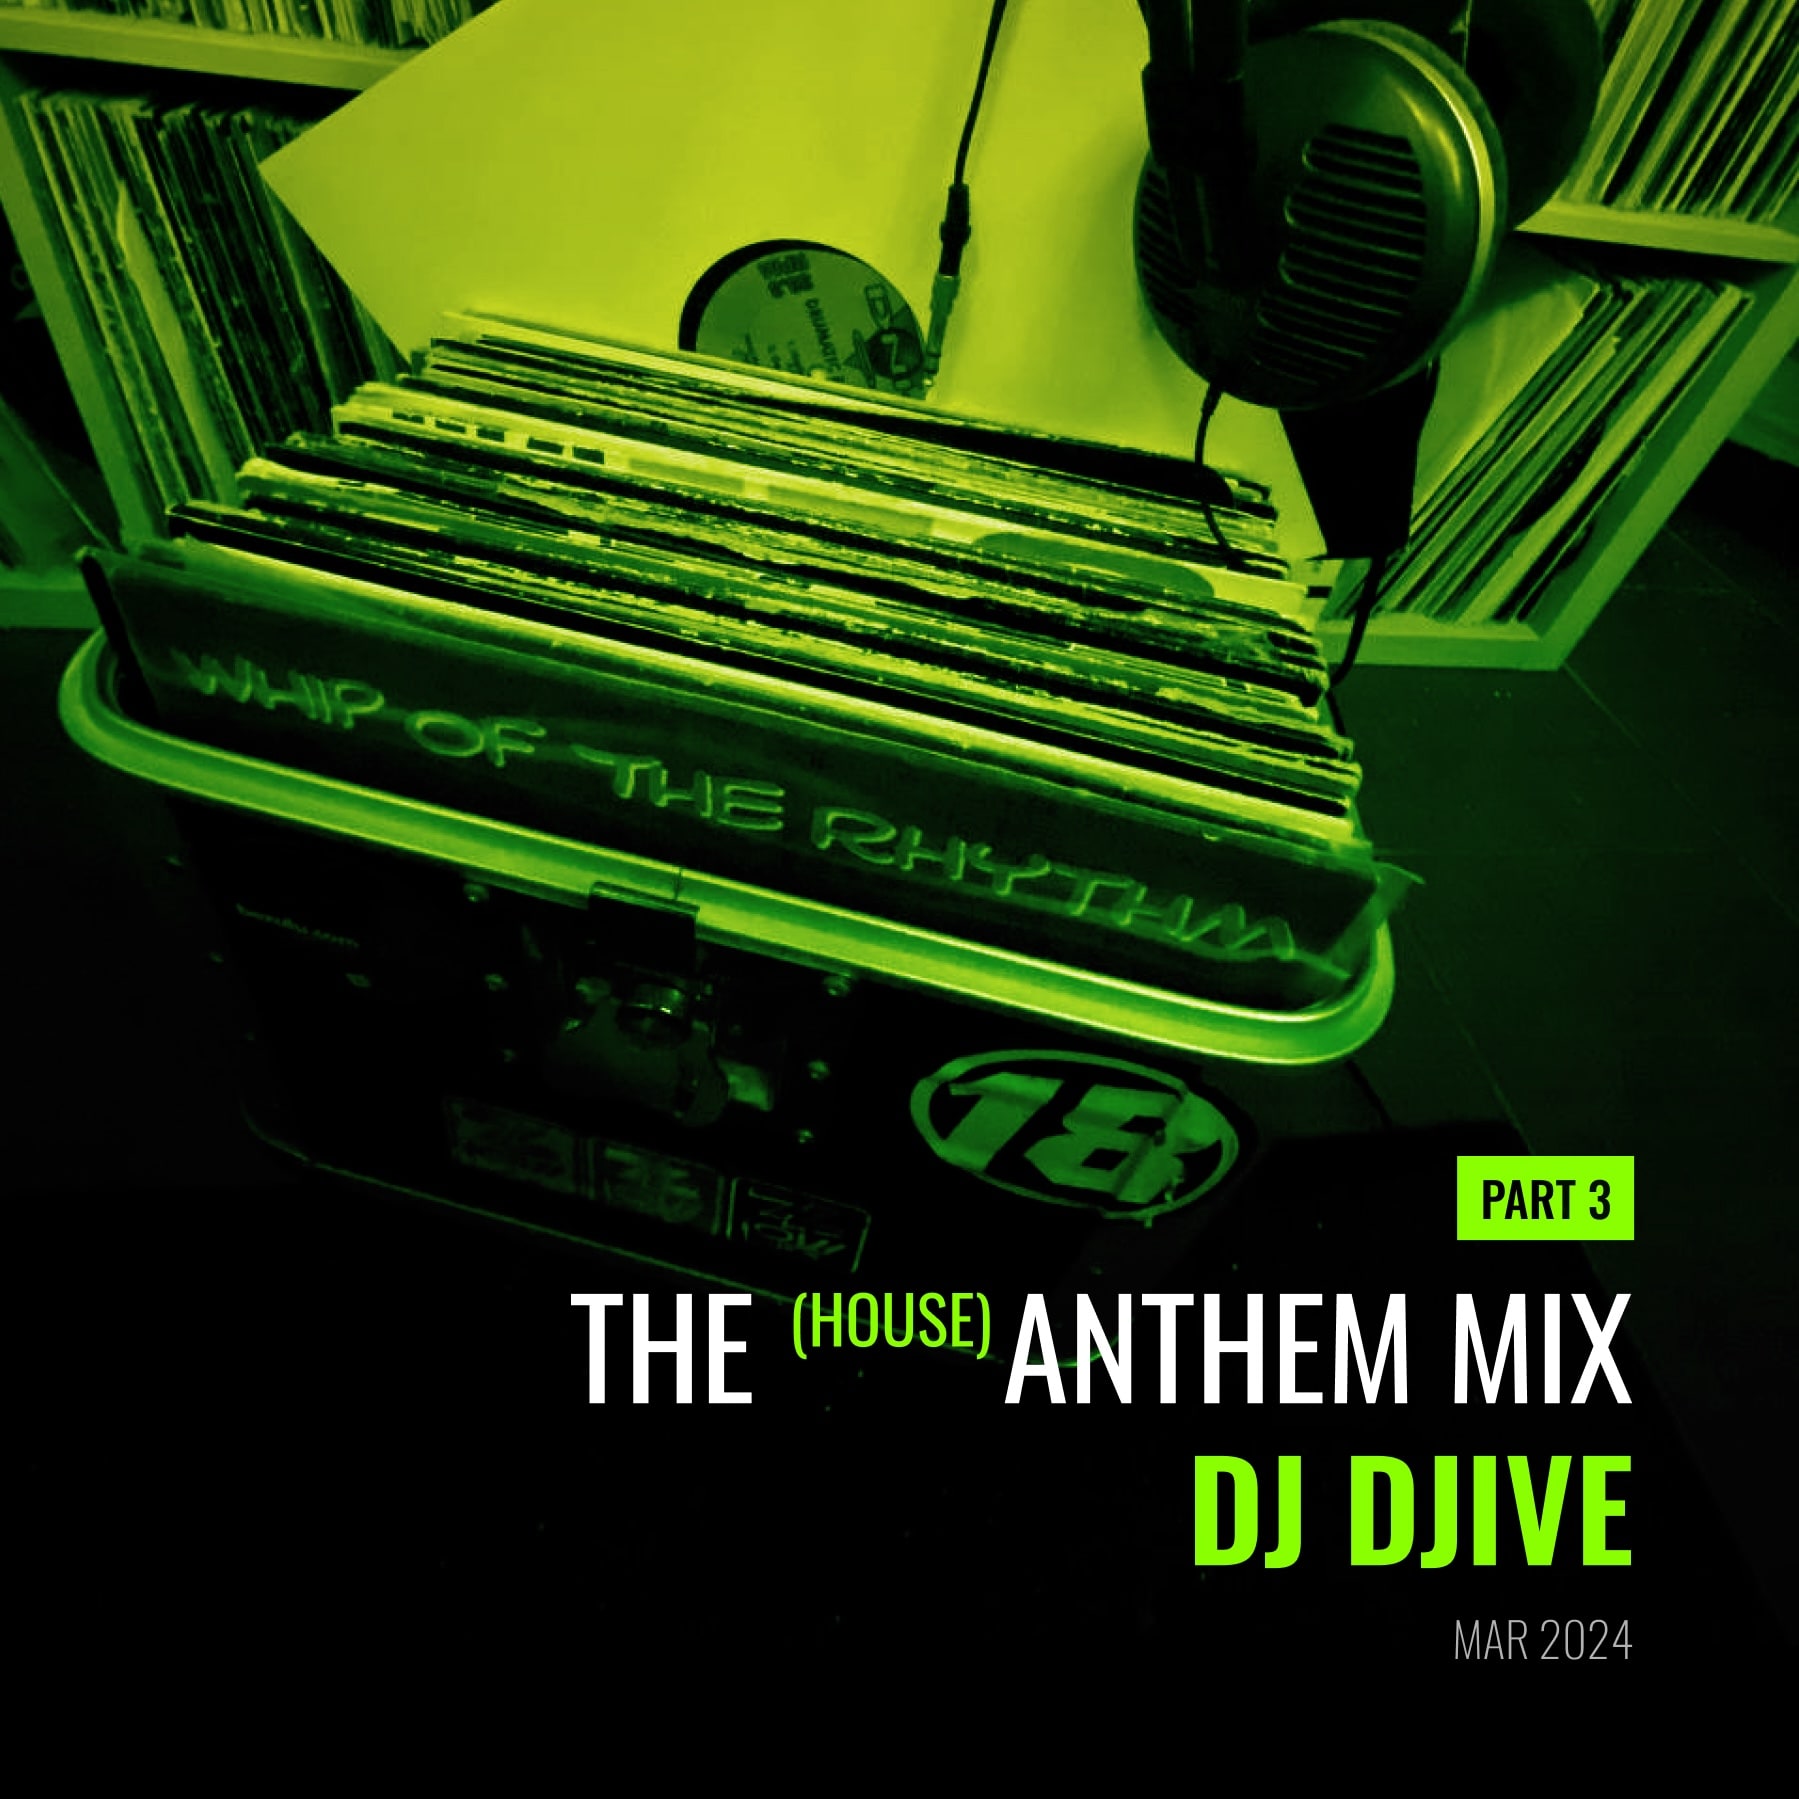 WHIP OF THE RHYTHM
18
PART 3
THE (HOUSE) ANTHEM MIX
DJ DJIVE
MAR 2024